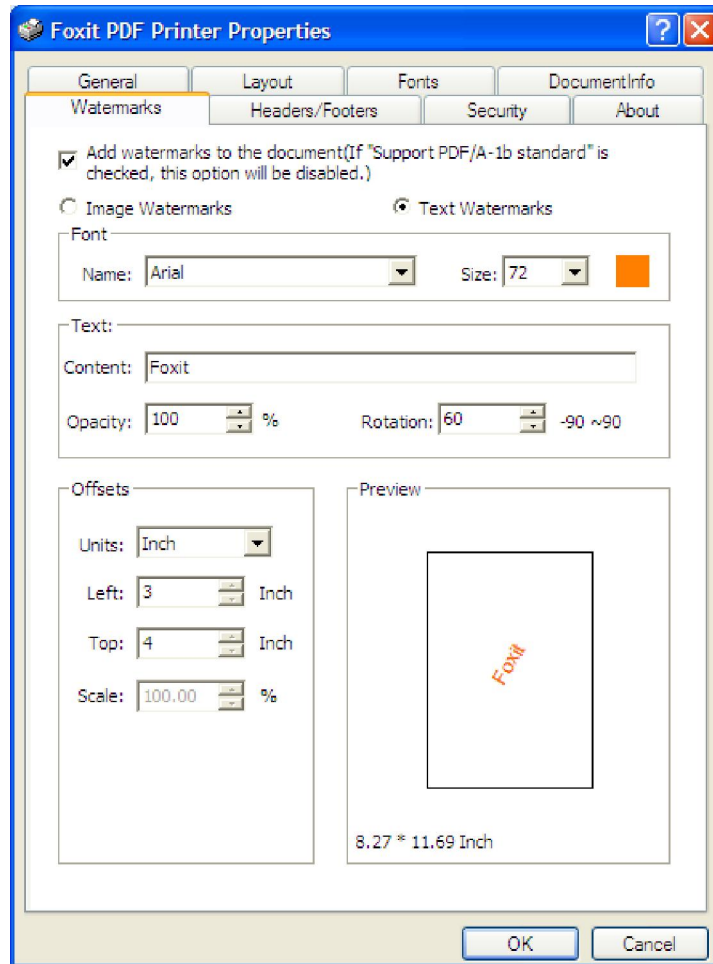 Foxit PDF Printer Properties
General Layout Fonts DocumentInfo
Watermarks Headers/Footers Security About
Add watermarks to the document(If "Support PDF/A-1b standard" is
checked, this option will be disabled.)
Image Watermarks Text Watermarks
Font
Name: Arial Size: 72
Text:
Content: Foxit
Opacity: 100 % Rotation: 60 -90 ~90
Offsets
Units: Inch
Left: 3 Inch
Top: 4 Inch
Scale: 100.00 %
Preview
Foxit
8.27 * 11.69 Inch
OK Cancel